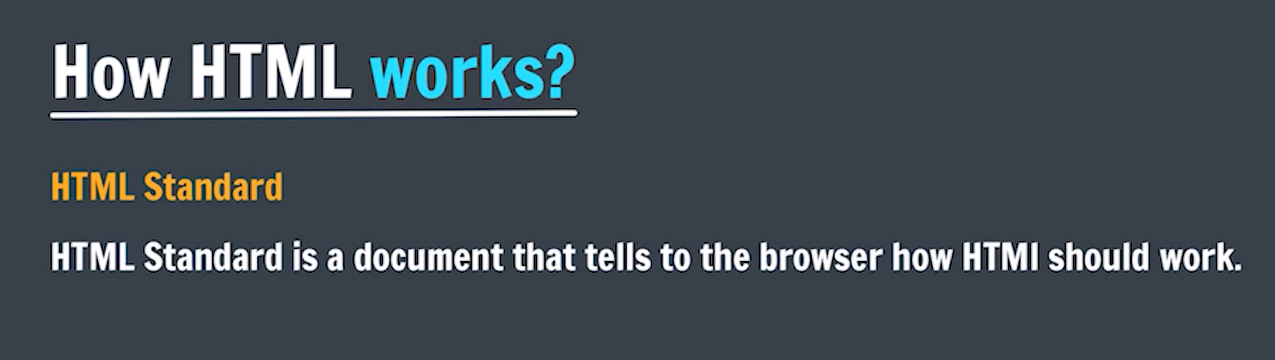 How HTML works?
HTML Standard
HTML Standard is a document that tells to the browser how HTMl should work.